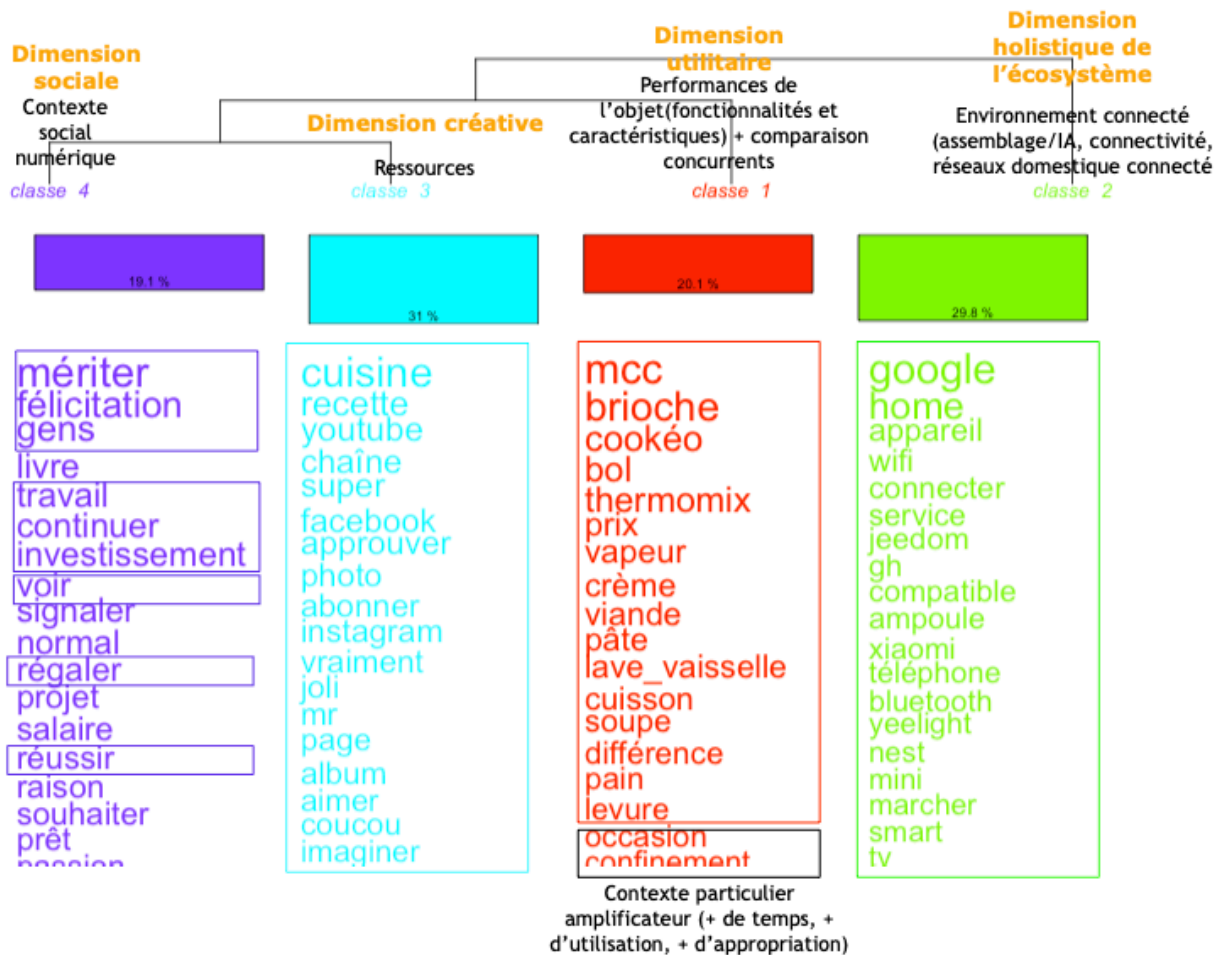 Dimension
sociale
Contexte
social
numérique
classe 4
Dimension créative
Ressources
classe 3
Dimension
utilitaire
Performances de
l'objet(fonctionnalités et
caractéristiques) + comparaison
concurrents
classe 1
Dimension
holistique de
l'écosystème
Environnement connecté
(assemblage/IA, connectivité,
réseaux domestique connecté
classe 2
19.1 %
31 %
20.1 %
29.8 %
mériter
félicitation
gens
livre
travail
continuer
investissement
voir
signaler
normal
régaler
projet
salaire
réussir
raison
souhaiter
prêt
passion
cuisine
recette
youtube
chaîne
super
facebook
approuver
photo
abonner
instagram
vraiment
joli
mr
page
album
aimer
coucou
imaginer
mcc
brioche
cookéo
bol
thermomix
prix
vapeur
crème
viande
pâte
lave_vaisselle
cuisson
soupe
différence
pain
levure
occasion
confinement
Contexte particulier
amplificateur (+ de temps, +
d'utilisation, + d'appropriation)
google
home
appareil
wifi
connecter
service
jeedom
gh
compatible
ampoule
xiaomi
téléphone
bluetooth
yeelight
nest
mini
marcher
smart
tv